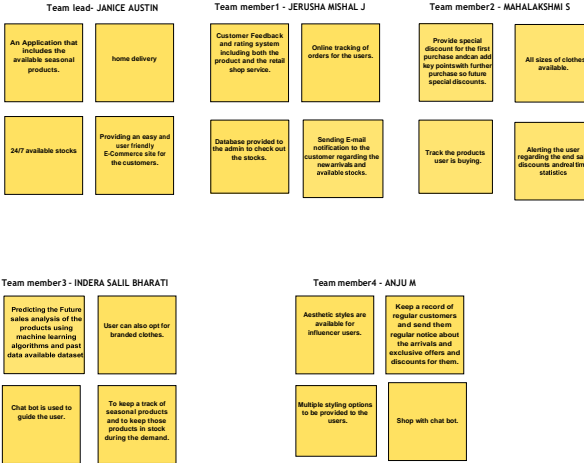 Team lead- JANICE AUSTIN
An Application that
includes the
available seasonal
products.
home delivery
24/7 available stocks
Providing an easy and
user friendly
E-Commerce site for
the customers.
Team member1 - JERUSHA MISHAL J
Customer Feedback
and rating system
including both the
product and the retail
shop service.
Online tracking of
orders for the users.
Database provided to
the admin to check out
the stocks.
Sending E-mail
notification to the
customer regarding the
newarrivals and
available stocks.
Team member2 - MAHALAKSHMI S
Provide special
discount for the first
purchase andcan add
key pointswith further
purchase so future
special discounts.
All sizes of clothes
available.
Track the products
user is buying.
Alerting the user
regarding the end
discounts
statistics
Team member3 - INDERA SALIL BHARATI
Predicting the Future
sales analysis of the
products using
machine learning
algorithms and past
data available dataset
User can also opt for
branded clothes.
Chat bot is used to
guide the user.
To keep a track of
seasonal products
and to keep those
products in stock
during the demand.
Team member4 - ANJU M
Aesthetic styles are
available for
influencer users.
Keep a record of
regular customers
and send them
regular notice about
the arrivals and
exclusive offers and
discounts for them.
Multiple styling options
to be provided to the
users.
Shop with chat bot.